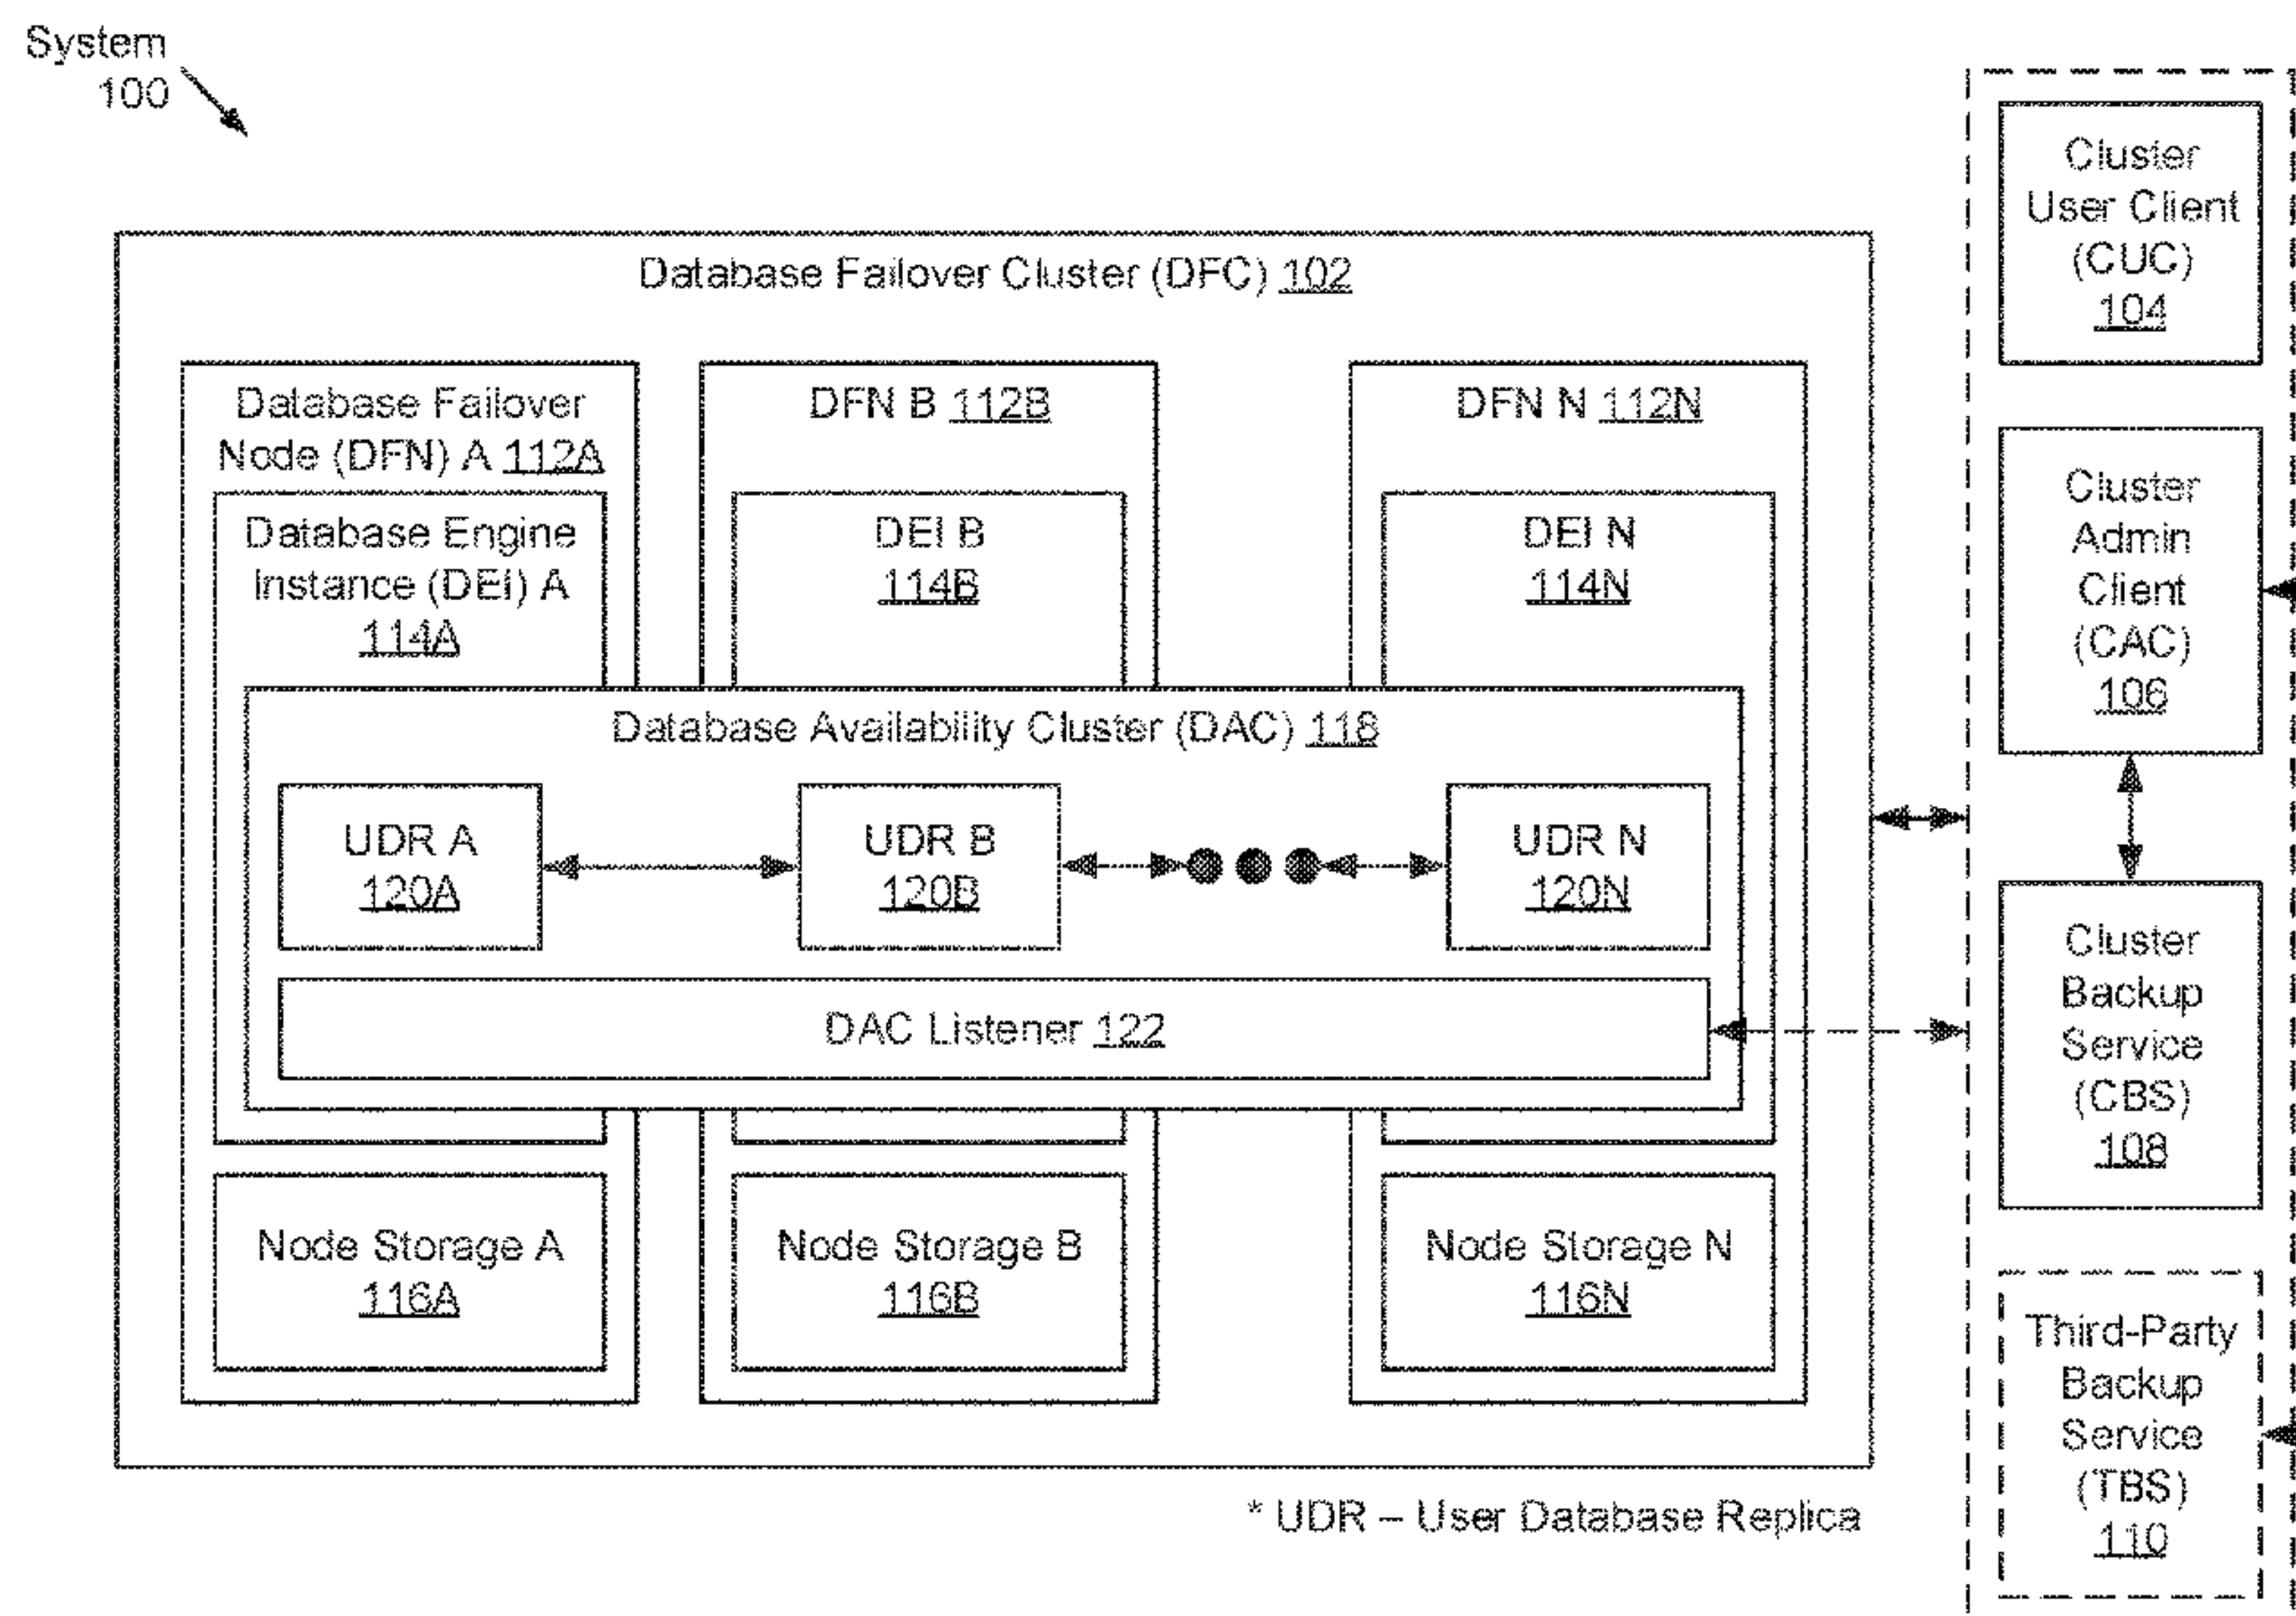 System
100
Database Failover Cluster (DFC) 102
Database Failover
Node (DFN) A 112A
Database Engine
Instance (DEI) A
114A
DFN B 112B
DEI B
114B
DFN N 112N
DEI N
114N
Database Availability Cluster (DAC) 118
UDR A
120A
UDR B
120B
UDR N
120N
DAC Listener 122
Node Storage A
116A
Node Storage B
116B
Node Storage N
116N
* UDR – User Database Replica
Cluster
User Client
(CUC)
104
Cluster
Admin
Client
(CAC)
106
Cluster
Backup
Service
(CBS)
108
Third-Party
Backup
Service
(TBS)
110